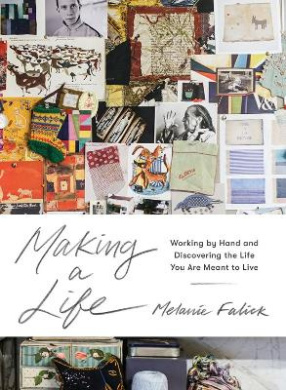 Making
a
Life
Working by Hand and
Discovering the Life
You Are Meant to Live
Melanie Falick